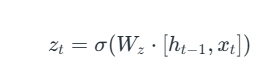 z_t = σ(W_z · [h_{t−1}, x_t])